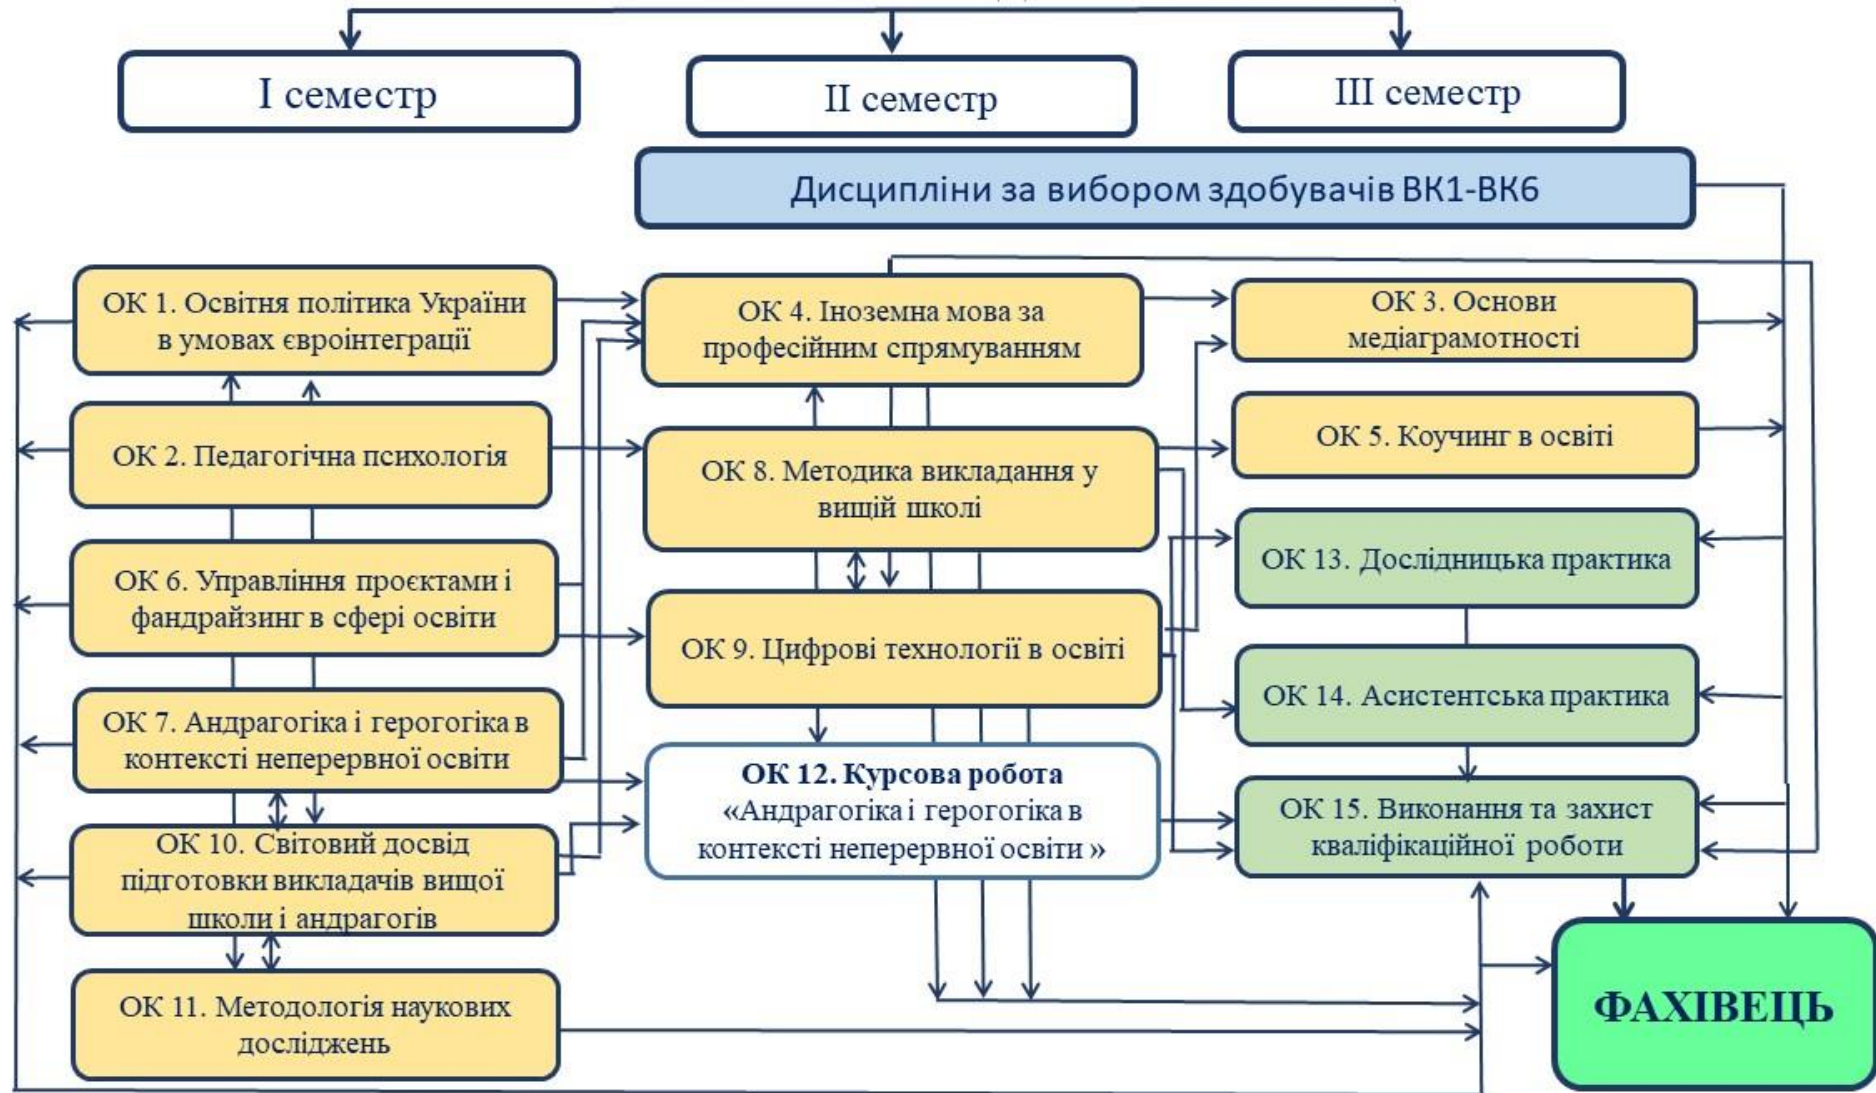 I семестр
II семестр
III семестр
Дисципліни за вибором здобувачів ВК1-ВК6
ОК 1. Освітня політика України
в умовах євроінтеграції
ОК 2. Педагогічна психологія
ОК 6. Управління проєктами і
фандрайзинг в сфері освіти
ОК 7. Андрагогіка і герогогіка в
контексті неперервної освіти
ОК 10. Світовий досвід
підготовки викладачів вищої
школи і андрагогів
ОК 11. Методологія наукових
досліджень
ОК 4. Іноземна мова за
професійним спрямуванням
ОК 8. Методика викладання у
вищій школі
ОК 9. Цифрові технології в освіті
ОК 12. Курсова робота
«Андрагогіка і герогогіка в
контексті неперервної освіти »
ОК 3. Основи
медіаграмотності
ОК 5. Коучинг в освіті
ОК 13. Дослідницька практика
ОК 14. Асистентська практика
ОК 15. Виконання та захист
кваліфікаційної роботи
ФАХІВЕЦЬ